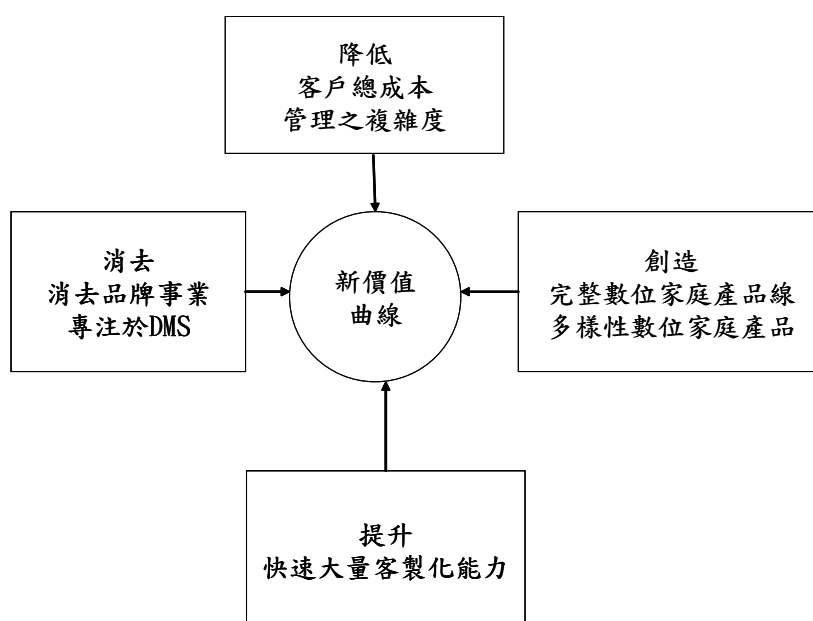 降低
客戶總成本
管理之複雜度
消去
消去品牌事業
專注於DMS
新價值
曲線
創造
完整數位家庭產品線
多樣性數位家庭產品
提升
快速大量客製化能力